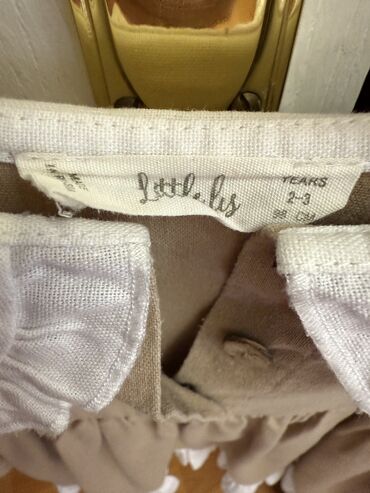 Little lis
YEARS
2-3
98 CM